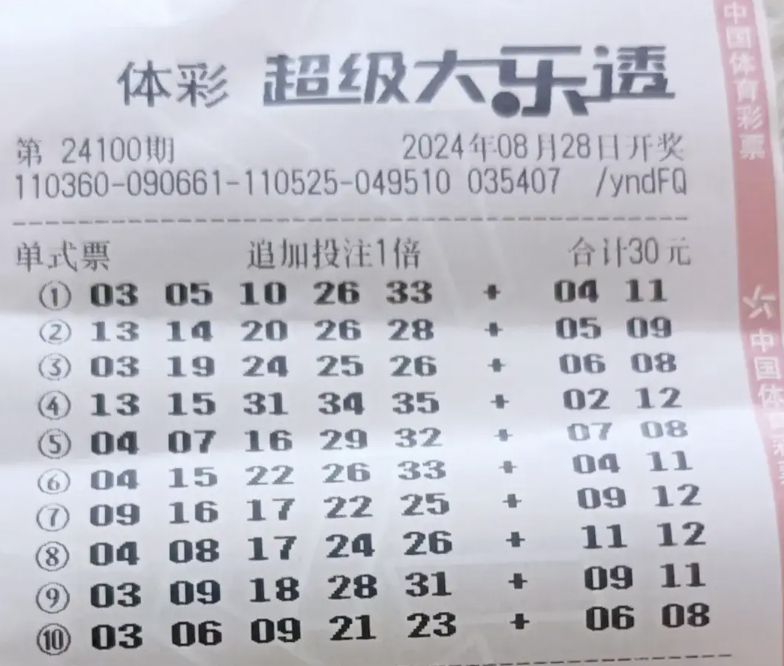 体彩 超级大乐透
第 24100期 2024年08月28日开奖
110360-090661-110525-049510 035407 /yndFQ
单式票 追加投注1倍 合计30元
① 03 05 10 26 33 + 04 11
② 13 14 20 26 28 + 05 09
③ 03 19 24 25 26 + 06 08
④ 13 15 31 34 35 + 02 12
⑤ 04 07 16 29 32 + 07 08
⑥ 04 15 22 26 33 + 04 11
⑦ 09 16 17 22 25 + 09 12
⑧ 04 08 17 24 26 + 11 12
⑨ 03 09 18 28 31 + 09 11
⑩ 03 06 09 21 23 + 06 08
中国体育彩票
中国体